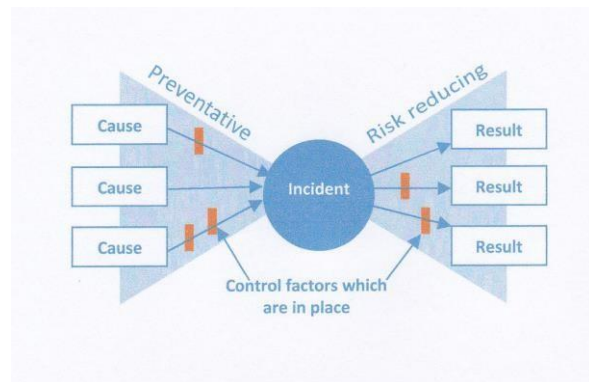 Preventative
Risk reducing
Cause
Result
Cause
Incident
Result
Cause
Result
Control factors which
are in place